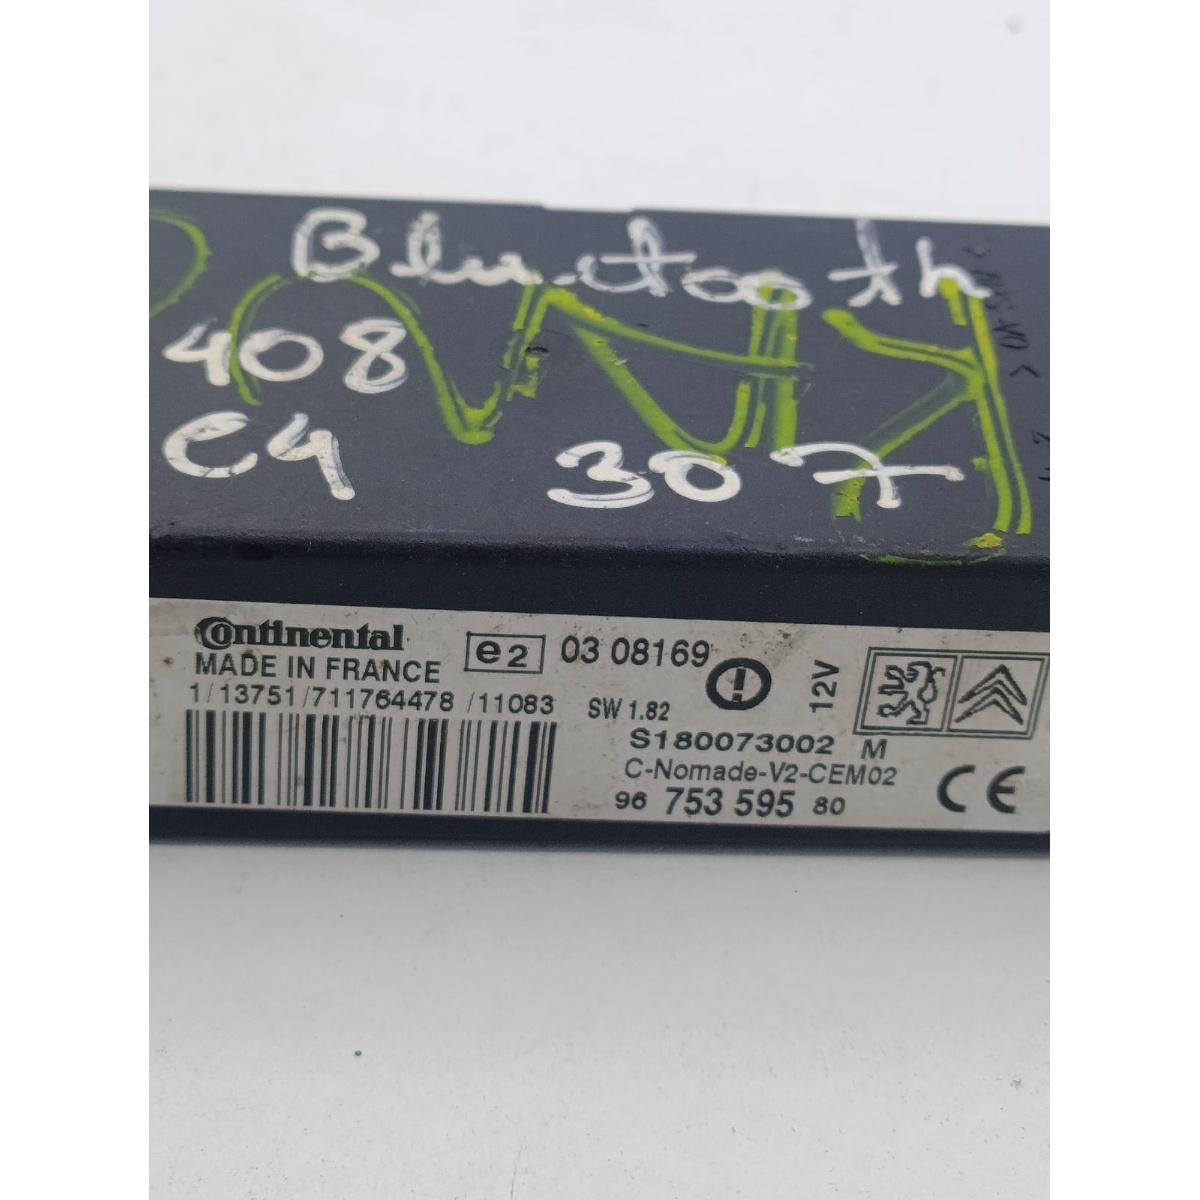 Bluetooth
408
C4 307
Continental e2 03 08169
MADE IN FRANCE 12V
1/13751/711764478 /11083 SW 1.82
S180073002 M
C-Nomade-V2-CEM02
96 753 595 80 CE